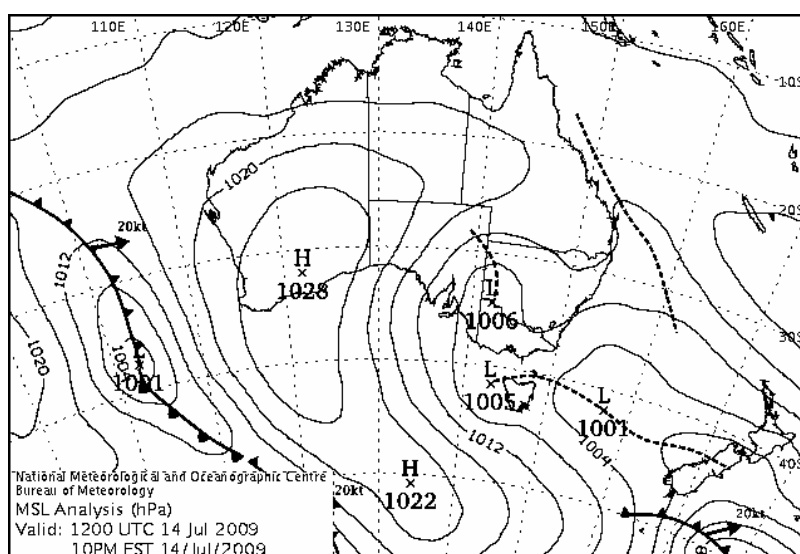 110E 120E 130E 140E 150E 160E
10S
1020
20S
20kt
H
1012
1028
L
1006
30S
1020
1001
L
1005
L
1001
1012
1004
H
40S
National Meteorological and Oceanographic Centre
20kt
1022
Bureau of Meteorology
MSL Analysis (hPa)
20kt
Valid: 1200 UTC 14 Jul 2009
10PM EST 14/Jul/2009